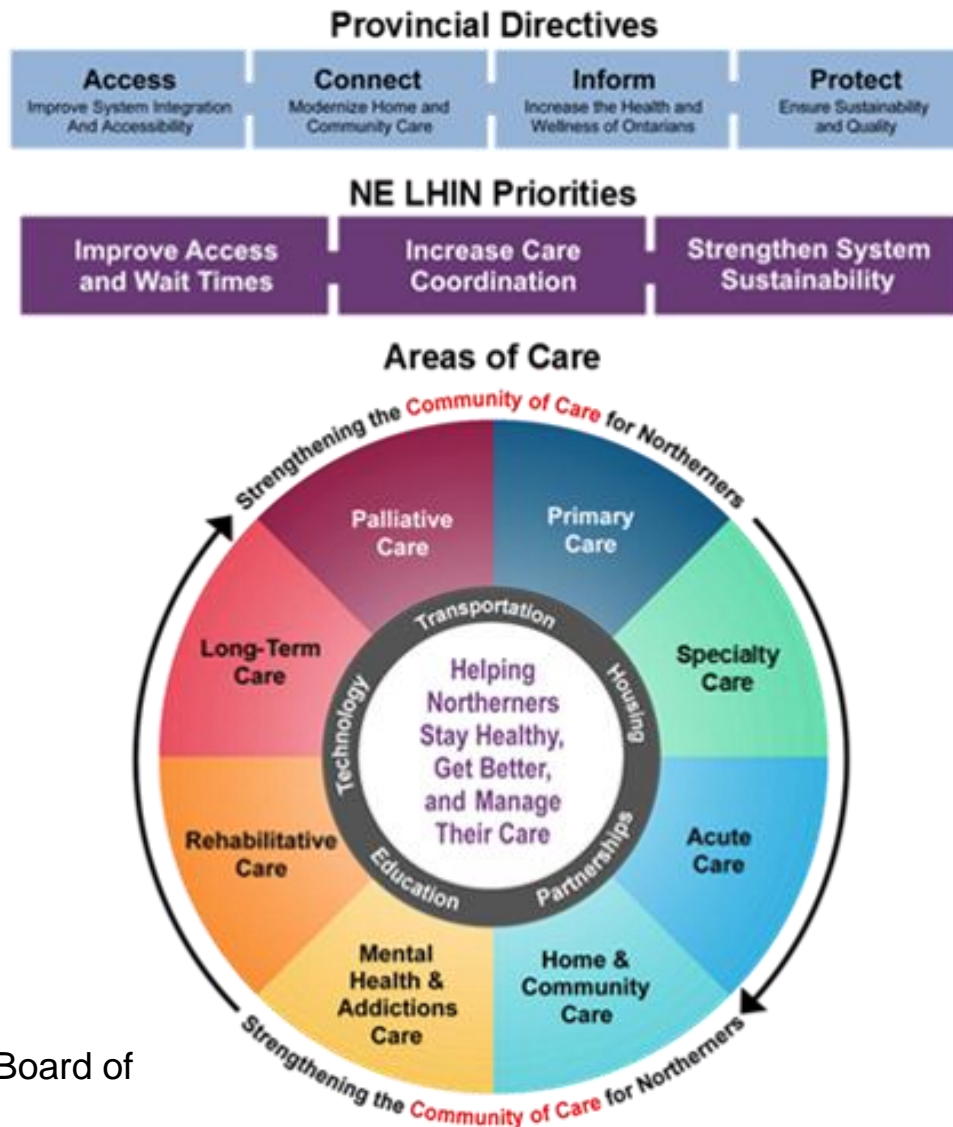 Provincial Directives
Access
Improve System Integration
And Accessibility
Connect
Modernize Home and
Community Care
Inform
Increase the Health and
Wellness of Ontarians
Protect
Ensure Sustainability
and Quality
NE LHIN Priorities
Improve Access
and Wait Times
Increase Care
Coordination
Strengthen System
Sustainability
Areas of Care
Strengthening the Community of Care for Northerners
Palliative
Care
Primary
Care
Specialty
Care
Acute
Care
Home &
Community
Care
Mental
Health &
Addictions
Care
Rehabilitative
Care
Long-Term
Care
Transportation
Housing
Partnerships
Education
Technology
Helping
Northerners
Stay Healthy,
Get Better,
and Manage
Their Care
Strengthening the Community of Care for Northerners
Board of